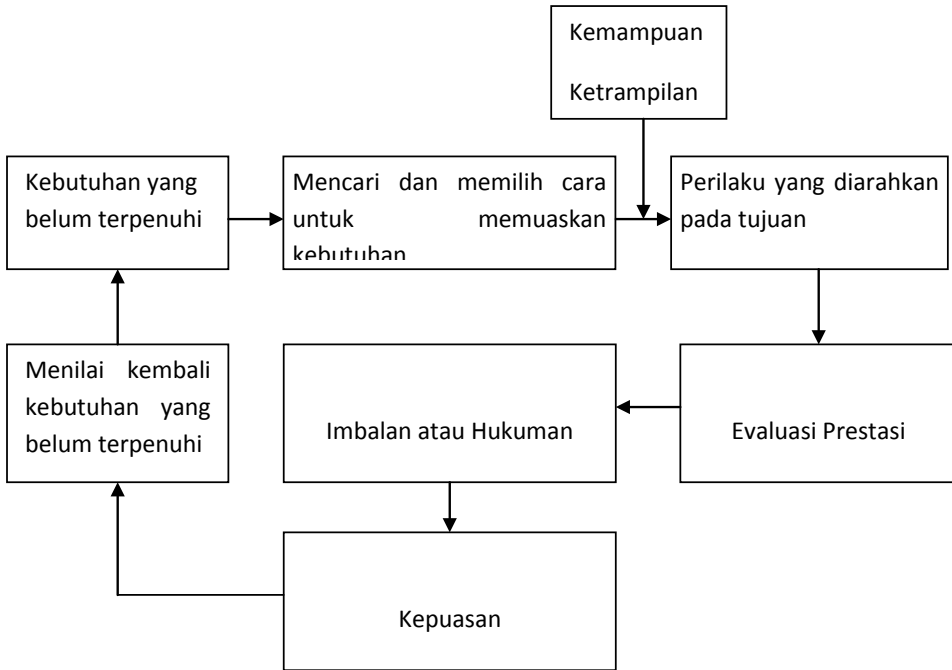 Kemampuan
Ketrampilan
Kebutuhan yang
belum terpenuhi
Mencari dan memilih cara
untuk memuaskan
kebutuhan
Perilaku yang diarahkan
pada tujuan
Menilai kembali
kebutuhan yang
belum terpenuhi
Imbalan atau Hukuman
Evaluasi Prestasi
Kepuasan